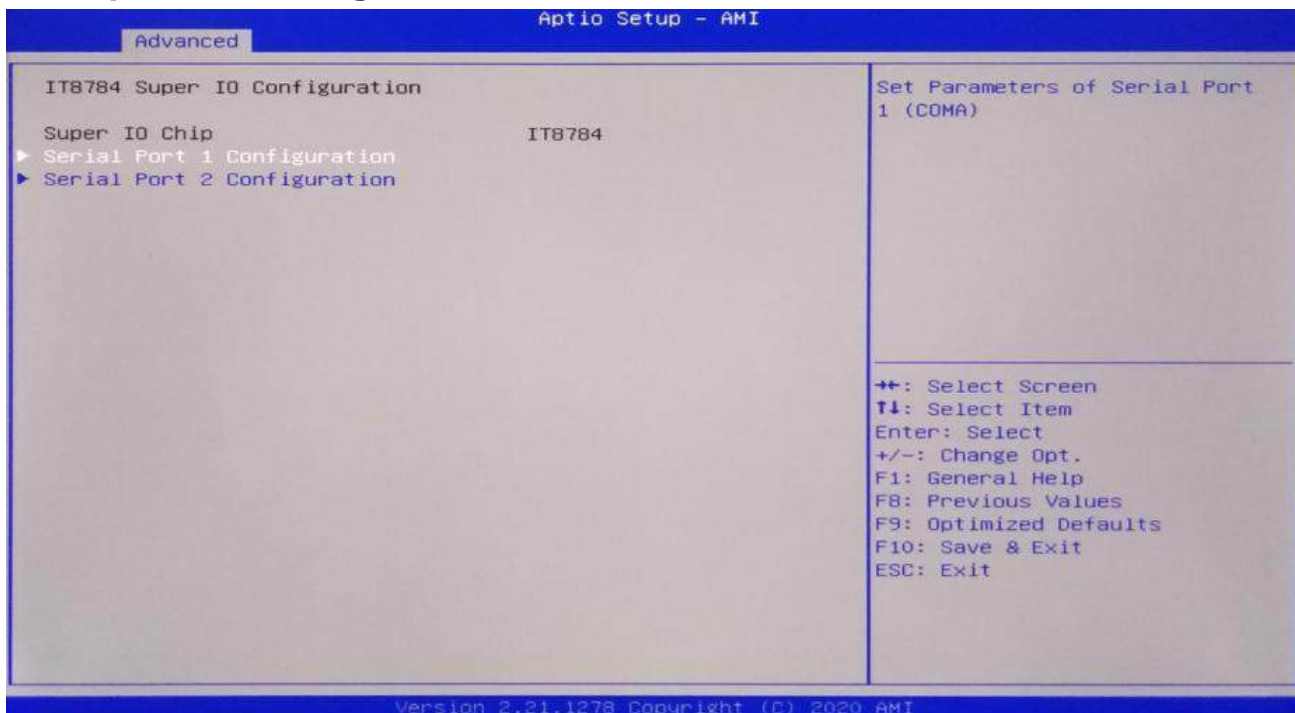 Aptio Setup - AMI
Advanced
IT8784 Super IO Configuration
Super IO Chip IT8784
▶ Serial Port 1 Configuration
▶ Serial Port 2 Configuration
Set Parameters of Serial Port
1 (COMA)
→←: Select Screen
↑↓: Select Item
Enter: Select
+/-: Change Opt.
F1: General Help
F8: Previous Values
F9: Optimized Defaults
F10: Save & Exit
ESC: Exit
Version 2.21.1278 Copyright (C) 2020 AMI